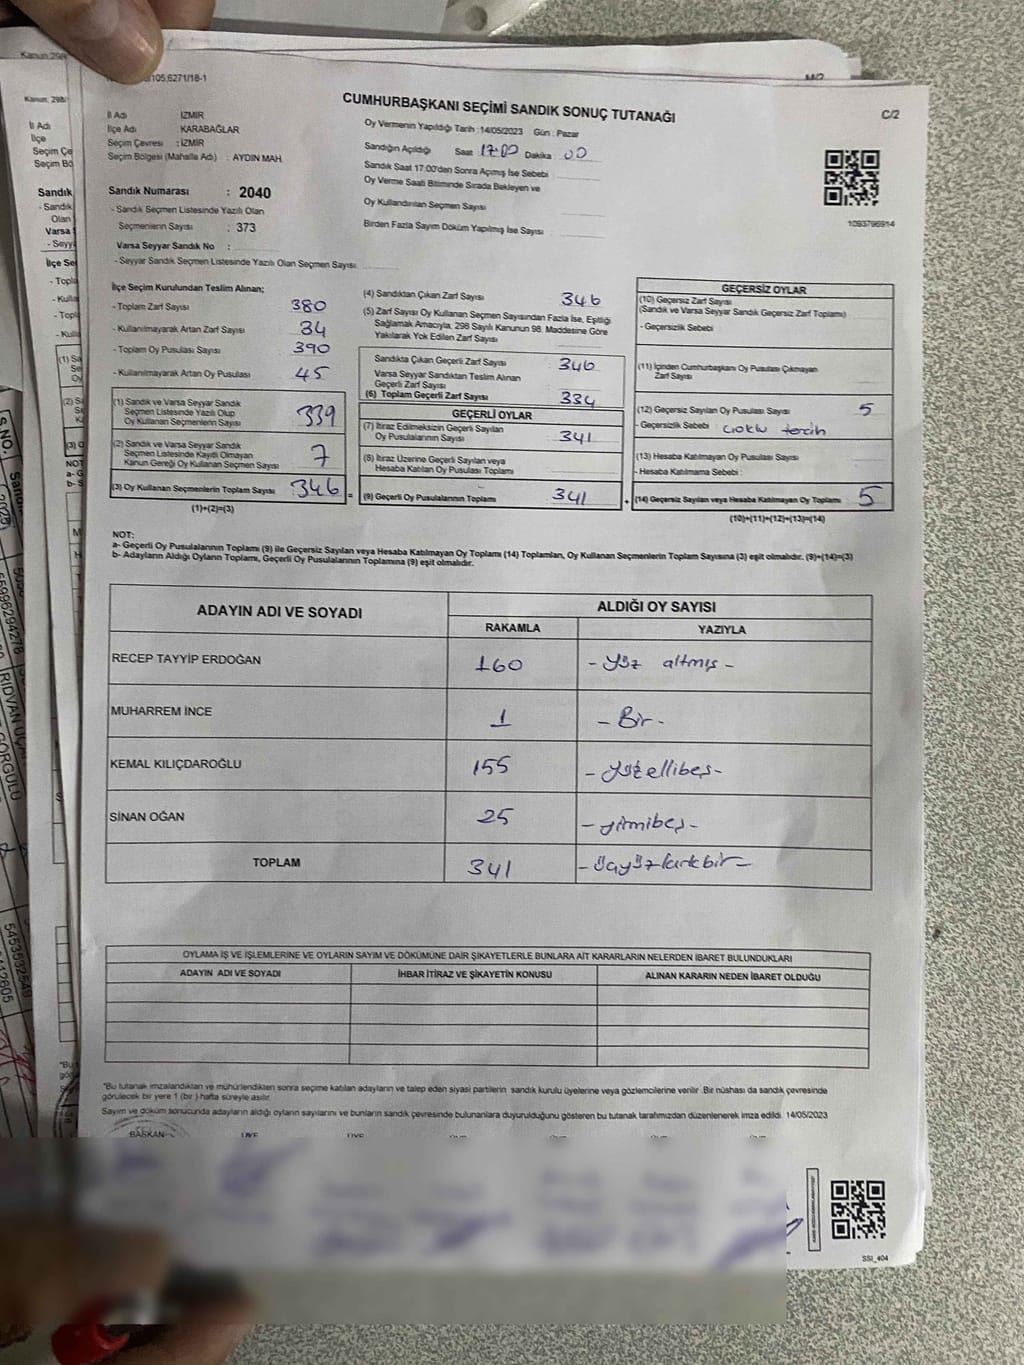 Kanun 298
105.6271/18-1
C/2
CUMHURBAŞKANI SEÇİMİ SANDIK SONUÇ TUTANAĞI
İl Adı : İZMİR
İlçe Adı KARABAĞLAR
Seçim Çevresi : İZMİR
Seçim Bölgesi (Mahalle Adı) : AYDIN MAH.
Oy Vermenin Yapıldığı Tarih :14/05/2023 Gün : Pazar
Sandığın Açıldığı Saat 17:00 Dakika : 00
Sandık Saat 17:00'den Sonra Açımış İse Sebebi
Oy Verme Saati Bitiminde Sırada Bekleyen ve
Oy Kullandırılan Seçmen Sayısı
Birden Fazla Sayım Döküm Yapılmış İse Sayısı
1093796914
Sandık Numarası : 2040
- Sandık Seçmen Listesinde Yazılı Olan
Seçmenlerin Sayısı : 373
Varsa Seyyar Sandık No :
- Seyyar Sandık Seçmen Listesinde Yazılı Olan Seçmen Sayısı
İlçe Seçim Kurulundan Teslim Alınan;
- Toplam Zarf Sayısı 380
- Kullanılmayarak Artan Zarf Sayısı 34
- Toplam Oy Pusulası Sayısı 390
- Kullanılmayarak Artan Oy Pusulası 45
(1) Sandık ve Varsa Seyyar Sandık
Seçmen Listesinde Yazılı Olup
Oy Kullanan Seçmenlerin Sayısı 339
(2) Sandık ve Varsa Seyyar Sandık
Seçmen Listesinde Kayıtlı Olmayan
Kanun Gereği Oy Kullanan Seçmen Sayısı 7
(3) Oy Kullanan Seçmenlerin Toplam Sayısı 346 =
(1)+(2)=(3)
(4) Sandıktan Çıkan Zarf Sayısı 346
(5) Zarf Sayısı Oy Kullanan Seçmen Sayısından Fazla İse, Eşitliği
Sağlamak Amacıyla, 298 Sayılı Kanunun 98. Maddesine Göre
Yakılarak Yok Edilen Zarf Sayısı
Sandıkta Çıkan Geçerli Zarf Sayısı 346
Varsa Seyyar Sandıktan Teslim Alınan
Geçerli Zarf Sayısı
(6) Toplam Geçerli Zarf Sayısı 334
GEÇERLİ OYLAR
(7) İtiraz Edilmeksizin Geçerli Sayılan
Oy Pusulalarının Sayısı 341
(8) İtiraz Üzerine Geçerli Sayılan veya
Hesaba Katılan Oy Pusulası Toplamı -
(9) Geçerli Oy Pusulalarının Toplamı 341 +
GEÇERSİZ OYLAR
(10) Geçersiz Zarf Sayısı
(Sandık ve Varsa Seyyar Sandık Geçersiz Zarf Toplamı)
- Geçersizlik Sebebi
(11) İçinden Cumhurbaşkanı Oy Pusulası Çıkmayan
Zarf Sayısı
(12) Geçersiz Sayılan Oy Pusulası Sayısı 5
- Geçersizlik Sebebi çoklu tercih
(13) Hesaba Katılmayan Oy Pusulası Sayısı
- Hesaba Katılmama Sebebi
(14) Geçersiz Sayılan veya Hesaba Katılmayan Oy Toplamı 5
(10)+(11)+(12)+(13)=(14)
NOT:
a- Geçerli Oy Pusulalarının Toplamı (9) ile Geçersiz Sayılan veya Hesaba Katılmayan Oy Toplamı (14) Toplamları, Oy Kullanan Seçmenlerin Toplam Sayısına (3) eşit olmalıdır. (9)+(14)=(3)
b- Adayların Aldığı Oyların Toplamı, Geçerli Oy Pusulalarının Toplamına (9) eşit olmalıdır.
ADAYIN ADI VE SOYADI ALDIĞI OY SAYISI
RAKAMLA YAZIYLA
RECEP TAYYİP ERDOĞAN 160 - yüz altmış -
MUHARREM İNCE 1 - Bir -
KEMAL KILIÇDAROĞLU 155 - yüzellibeş -
SİNAN OĞAN 25 - yirmibeş -
TOPLAM 341 - üçyüzkırkbir -
OYLAMA İŞ VE İŞLEMLERİNE VE OYLARIN SAYIM VE DÖKÜMÜNE DAİR ŞİKAYETLERLE BUNLARA AİT KARARLARIN NELERDEN İBARET BULUNDUKLARI
ADAYIN ADI VE SOYADI İHBAR İTİRAZ VE ŞİKAYETİN KONUSU ALINAN KARARIN NEDEN İBARET OLDUĞU
"Bu tutanak imzalandıktan ve mühürlendikten sonra seçime katılan adayların ve talep eden siyasi partilerin sandık kurulu üyelerine veya gözlemcilerine verilir .Bir nüshası da sandık çevresinde
görülecek bir yere 1 (bir ) hafta süreyle asılır.
Sayım ve döküm sonucunda adayların aldığı oyların sayılarını ve bunların sandık çevresinde bulunanlara duyurulduğunu gösteren bu tutanak tarafımızdan düzenlenerek imza edildi. 14/05/2023
BAŞKAN ÜYE ÜYE
SSİ_404